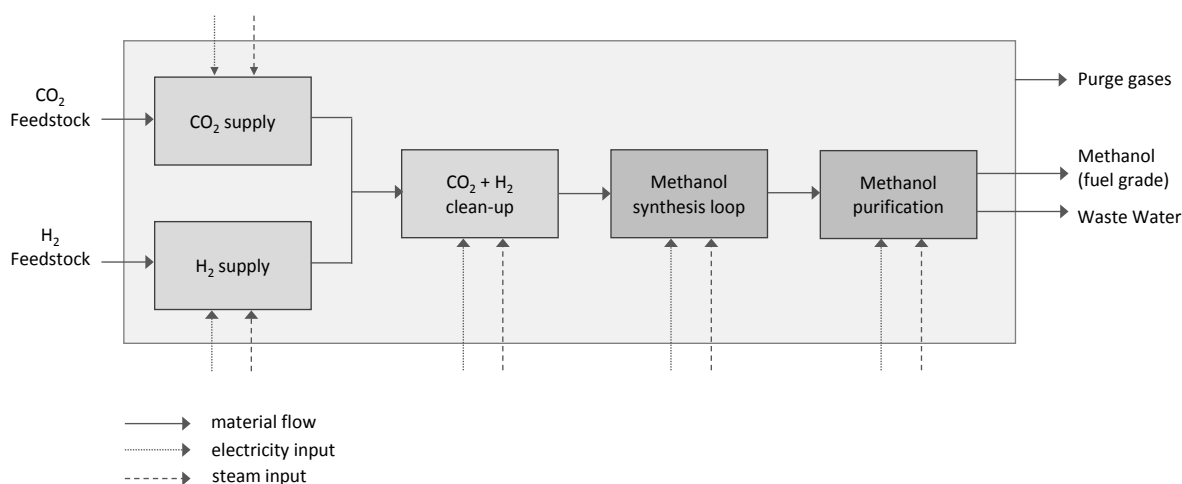 CO₂
Feedstock
CO₂ supply
H₂
Feedstock
H₂ supply
CO₂ + H₂
clean-up
Methanol
synthesis loop
Methanol
purification
Purge gases
Methanol
(fuel grade)
Waste Water
material flow
electricity input
steam input